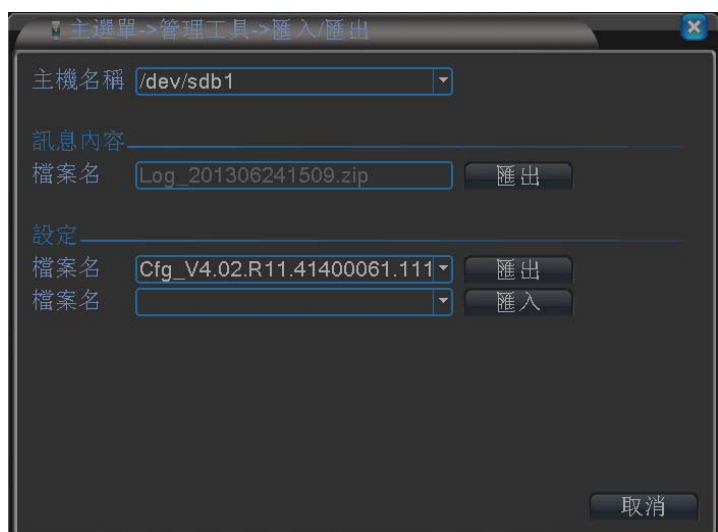 主選單->管理工具->匯入/匯出
主機名稱 /dev/sdb1
訊息內容
檔案名 Log_201306241509.zip 匯出
設定
檔案名 Cfg_V4.02.R11.41400061.111 匯出
檔案名 匯入
取消